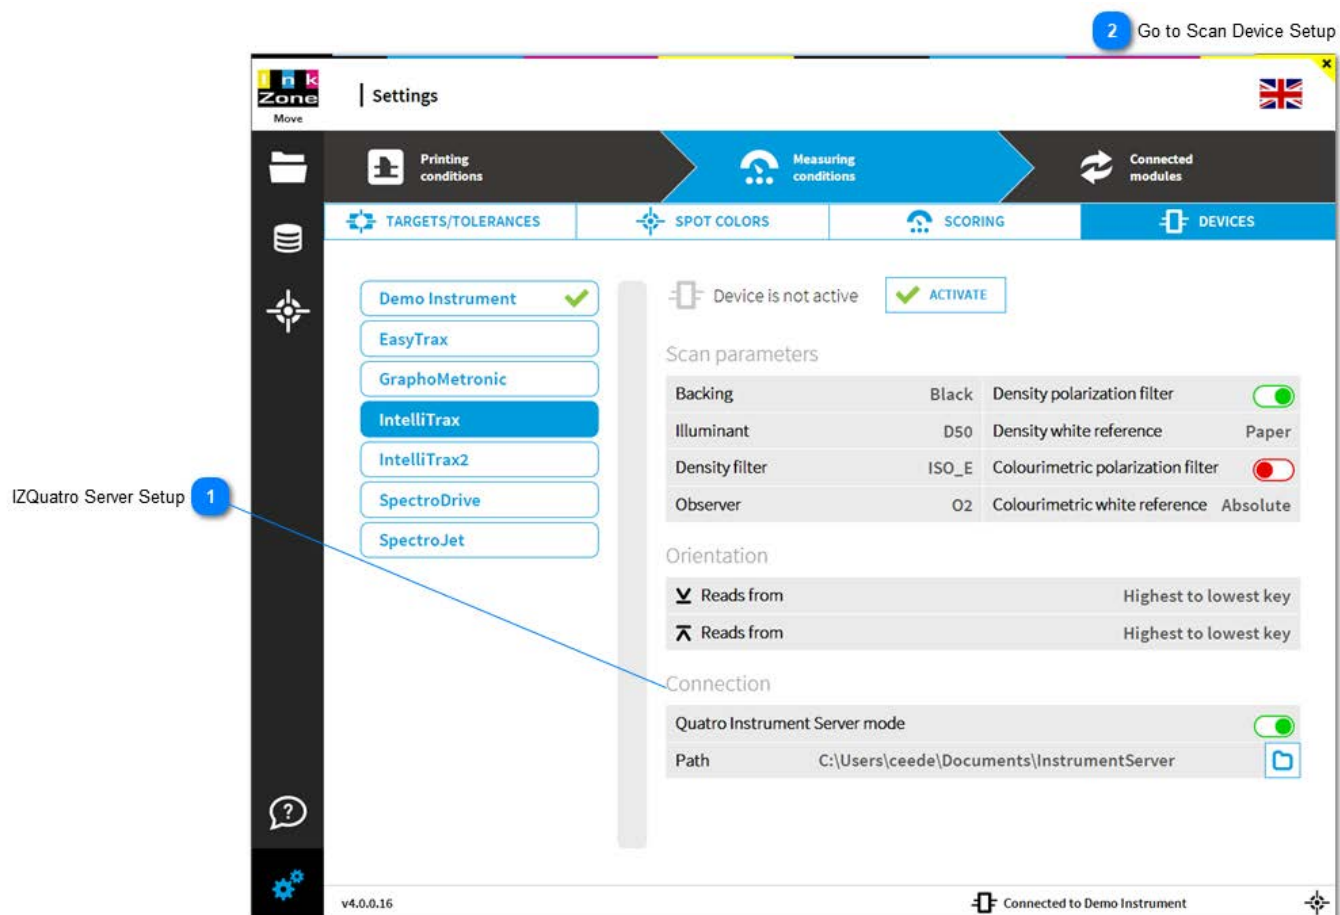 2 Go to Scan Device Setup
Ink
Zone
Move
Settings
x
Printing
conditions
Measuring
conditions
Connected
modules
TARGETS/TOLERANCES
SPOT COLORS
SCORING
DEVICES
Demo Instrument
EasyTrax
GraphoMetronic
IntelliTrax
IntelliTrax2
SpectroDrive
SpectroJet
Device is not active
ACTIVATE
Scan parameters
Backing Black Density polarization filter
Illuminant D50 Density white reference Paper
Density filter ISO_E Colourimetric polarization filter
Observer O2 Colourimetric white reference Absolute
IZQuatro Server Setup 1
Orientation
Reads from Highest to lowest key
Reads from Highest to lowest key
Connection
Quatro Instrument Server mode
Path C:\Users\ceede\Documents\InstrumentServer
?
v4.0.0.16
Connected to Demo Instrument